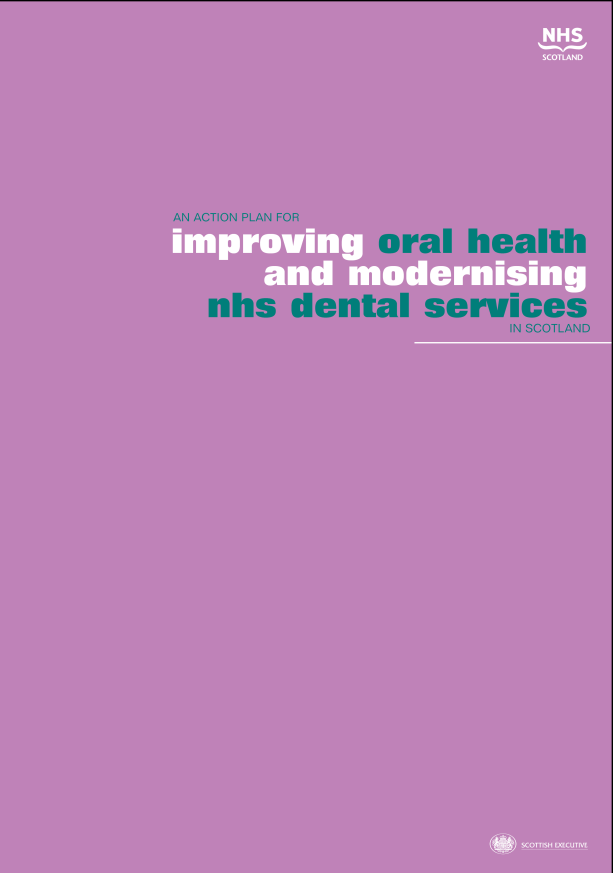 NHS
SCOTLAND
AN ACTION PLAN FOR
improving oral health
and modernising
nhs dental services
IN SCOTLAND
SCOTTISH EXECUTIVE